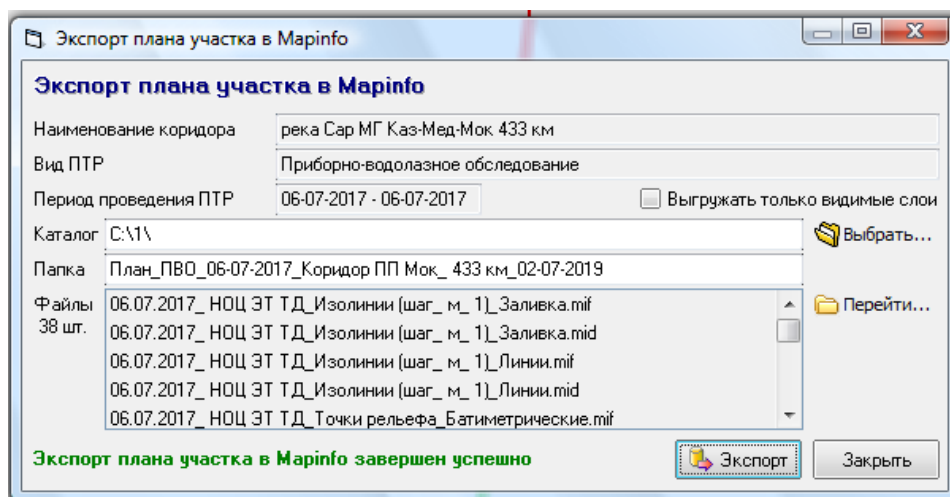 Экспорт плана участка в Mapinfo
Экспорт плана участка в Mapinfo
Наименование коридора река Сар МГ Каз-Мед-Мок 433 км
Вид ПТР Приборно-водолазное обследование
Период проведения ПТР 06-07-2017 - 06-07-2017 Выгружать только видимые слои
Каталог C:\1\ Выбрать...
Папка План_ПВО_06-07-2017_Коридор ПП Мок_ 433 км_02-07-2019
Файлы 38 шт. Перейти...
06.07.2017_ НОЦ ЭТ ТД_Изолинии (шаг_ м_ 1)_Заливка.mif
06.07.2017_ НОЦ ЭТ ТД_Изолинии (шаг_ м_ 1)_Заливка.mid
06.07.2017_ НОЦ ЭТ ТД_Изолинии (шаг_ м_ 1)_Линии.mif
06.07.2017_ НОЦ ЭТ ТД_Изолинии (шаг_ м_ 1)_Линии.mid
06.07.2017_ НОЦ ЭТ ТД_Точки рельефа_Батиметрические.mif
Экспорт плана участка в Mapinfo завершен успешно Экспорт Закрыть